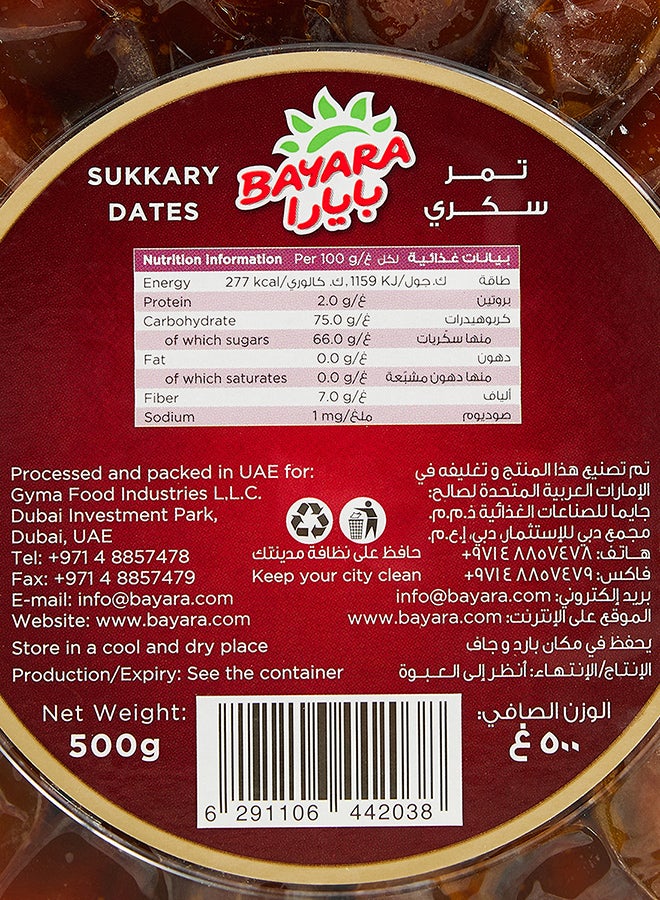 SUKKARY
DATES
BAYARA
بايارا
تمر
سكري
Nutrition Information Per 100 g/غ لكل بيانات غذائية
Energy 277 kcal/ك. كالوري, 1159 KJ/ك.جول طاقة
Protein 2.0 g/غ بروتين
Carbohydrate 75.0 g/غ كربوهيدرات
of which sugars 66.0 g/غ منها سكّريات
Fat 0.0 g/غ دهون
of which saturates 0.0 g/غ منها دهون مشبّعة
Fiber 7.0 g/غ ألياف
Sodium 1 mg/ملغ صوديوم
Processed and packed in UAE for:
Gyma Food Industries L.L.C.
Dubai Investment Park,
Dubai, UAE
Tel: +971 4 8857478
Fax: +971 4 8857479
E-mail: info@bayara.com
Website: www.bayara.com
Store in a cool and dry place
Production/Expiry: See the container
حافظ على نظافة مدينتك
Keep your city clean
تم تصنيع هذا المنتج و تغليفه في
الإمارات العربية المتحدة لصالح:
جايما للصناعات الغذائية ذ.م.م.
مجمع دبي للإستثمار، دبي، إ.ع.م.
هاتف: ٨٨٥٧٤٧٨ ٤ ٩٧١+
فاكس: ٨٨٥٧٤٧٩ ٤ ٩٧١+
بريد إلكتروني: info@bayara.com
الموقع على الإنترنت: www.bayara.com
يحفظ في مكان بارد و جاف
الإنتاج/الإنتهاء: أنظر إلى العبوة
Net Weight:
500g
6 291106 442038
الوزن الصافي:
٥٠٠ غ